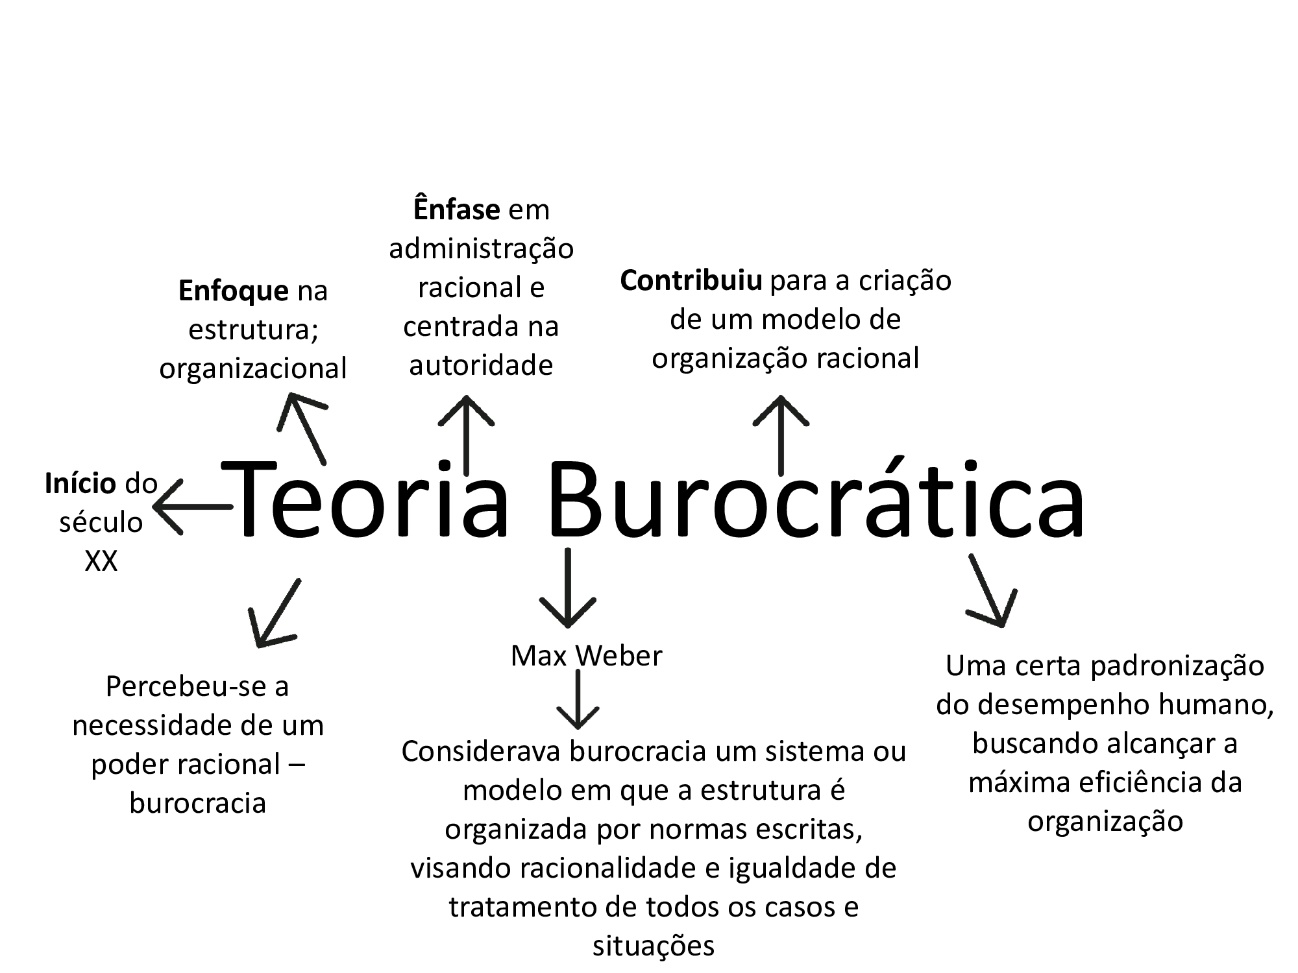 Ênfase em
administração
racional e
centrada na
autoridade
Enfoque na
estrutura;
organizacional
Contribuiu para a criação
de um modelo de
organização racional
Início do
século
XX
Teoria Burocrática
Percebeu-se a
necessidade de um
poder racional –
burocracia
Max Weber
Considerava burocracia um sistema ou
modelo em que a estrutura é
organizada por normas escritas,
visando racionalidade e igualdade de
tratamento de todos os casos e
situações
Uma certa padronização
do desempenho humano,
buscando alcançar a
máxima eficiência da
organização